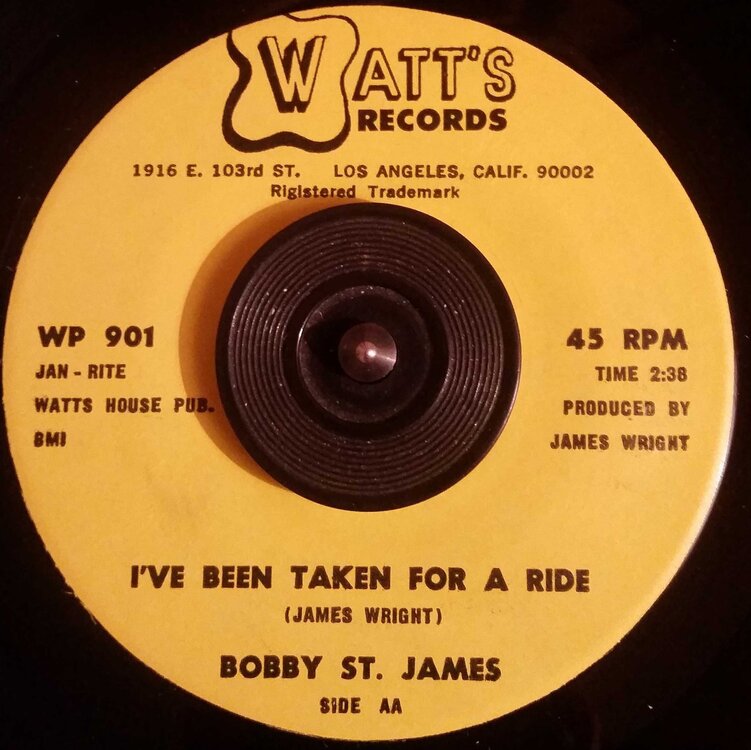 WATT'S
RECORDS
1916 E. 103rd ST. LOS ANGELES, CALIF. 90002
Rigistered Trademark
WP 901
JAN - RITE
WATTS HOUSE PUB.
BMI
45 RPM
TIME 2:38
PRODUCED BY
JAMES WRIGHT
I'VE BEEN TAKEN FOR A RIDE
(JAMES WRIGHT)
BOBBY ST. JAMES
SIDE AA